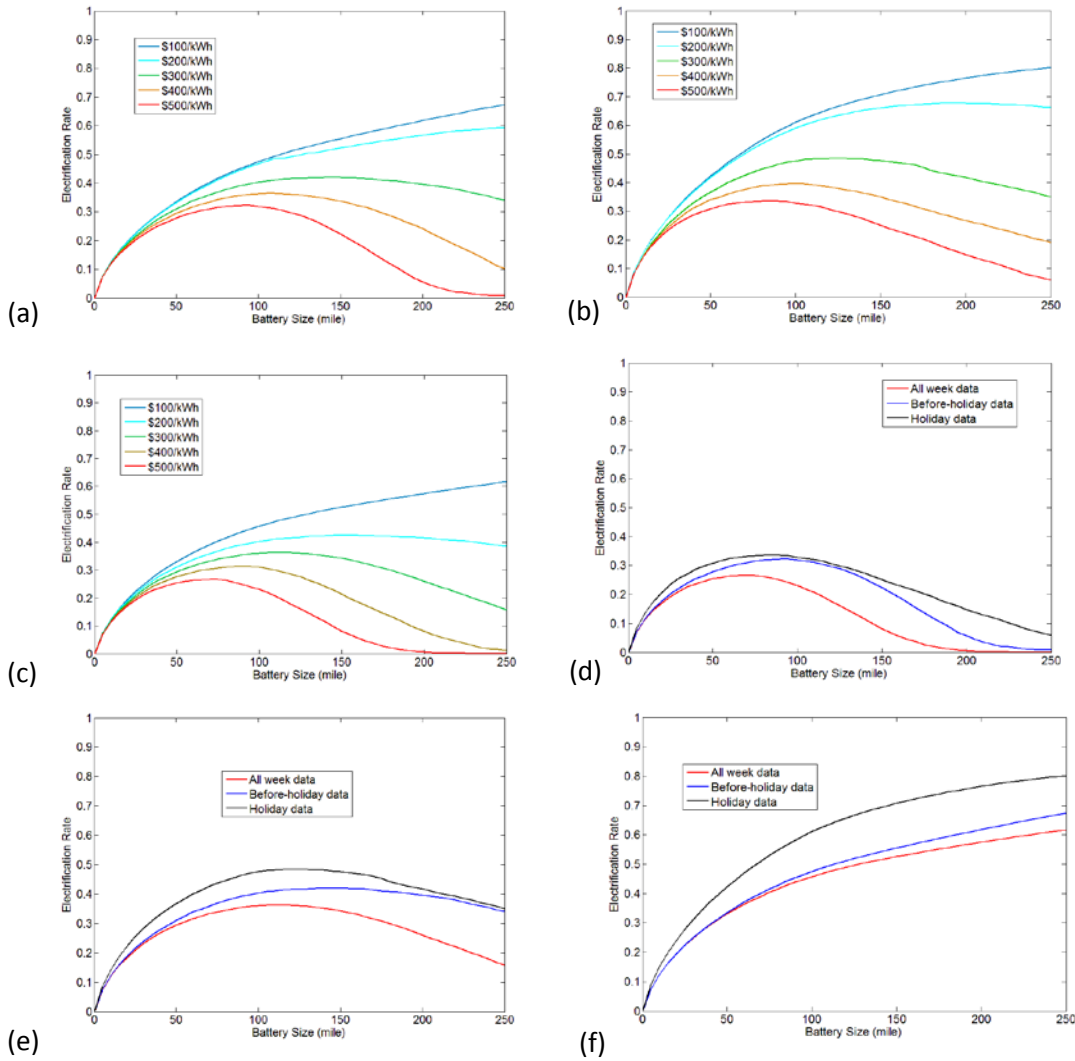 1
0.9
0.8
0.7
0.6
0.5
0.4
0.3
0.2
0.1
0
Electrification Rate
$100/kWh
$200/kWh
$300/kWh
$400/kWh
$500/kWh
0 50 100 150 200 250
Battery Size (mile)
(a)
1
0.9
0.8
0.7
0.6
0.5
0.4
0.3
0.2
0.1
0
Electrification Rate
$100/kWh
$200/kWh
$300/kWh
$400/kWh
$500/kWh
0 50 100 150 200 250
Battery Size (mile)
(b)
1
0.9
0.8
0.7
0.6
0.5
0.4
0.3
0.2
0.1
0
Electrification Rate
$100/kWh
$200/kWh
$300/kWh
$400/kWh
$500/kWh
0 50 100 150 200 250
Battery Size (mile)
(c)
1
0.9
0.8
0.7
0.6
0.5
0.4
0.3
0.2
0.1
0
Electrification Rate
All week data
Before-holiday data
Holiday data
0 50 100 150 200 250
Battery Size (mile)
(d)
1
0.9
0.8
0.7
0.6
0.5
0.4
0.3
0.2
0.1
0
Electrification Rate
All week data
Before-holiday data
Holiday data
0 50 100 150 200 250
Battery Size (mile)
(e)
1
0.9
0.8
0.7
0.6
0.5
0.4
0.3
0.2
0.1
0
Electrification Rate
All week data
Before-holiday data
Holiday data
0 50 100 150 200 250
Battery Size (mile)
(f)